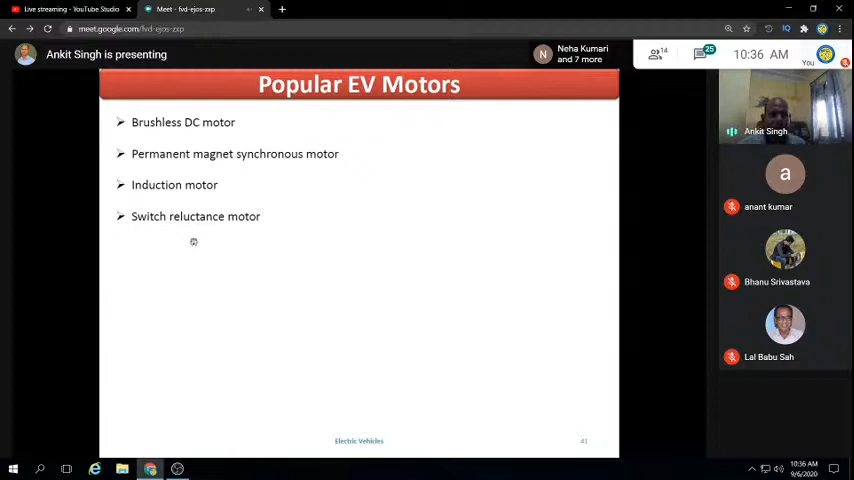 Live streaming - YouTube Studio
Meet - fvd-ejos-zxp
meet.google.com/fvd-ejos-zxp
Ankit Singh is presenting
N
Neha Kumari
and 7 more
14
25
10:36 AM
You
Popular EV Motors
Brushless DC motor
Permanent magnet synchronous motor
Induction motor
Switch reluctance motor
Electric Vehicles
41
Ankit Singh
a
anant kumar
Bhanu Srivastava
Lal Babu Sah
10:36 AM
9/6/2020